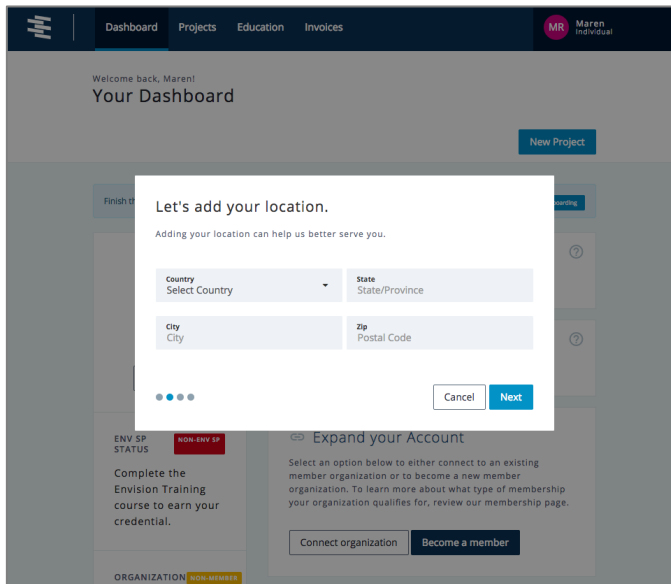 Dashboard Projects Education Invoices
MR
Maren
Individual
Welcome back, Maren!
Your Dashboard
New Project
Finish th
Let's add your location.
Adding your location can help us better serve you.
Country
Select Country
State
State/Province
City
City
Zip
Postal Code
Cancel Next
ENV SP
STATUS
NON-ENV SP
Complete the
Envision Training
course to earn your
credential.
Expand your Account
Select an option below to either connect to an existing
member organization or to become a new member
organization. To learn more about what type of membership
your organization qualifies for, review our membership page.
Connect organization Become a member
ORGANIZATION NON-MEMBER